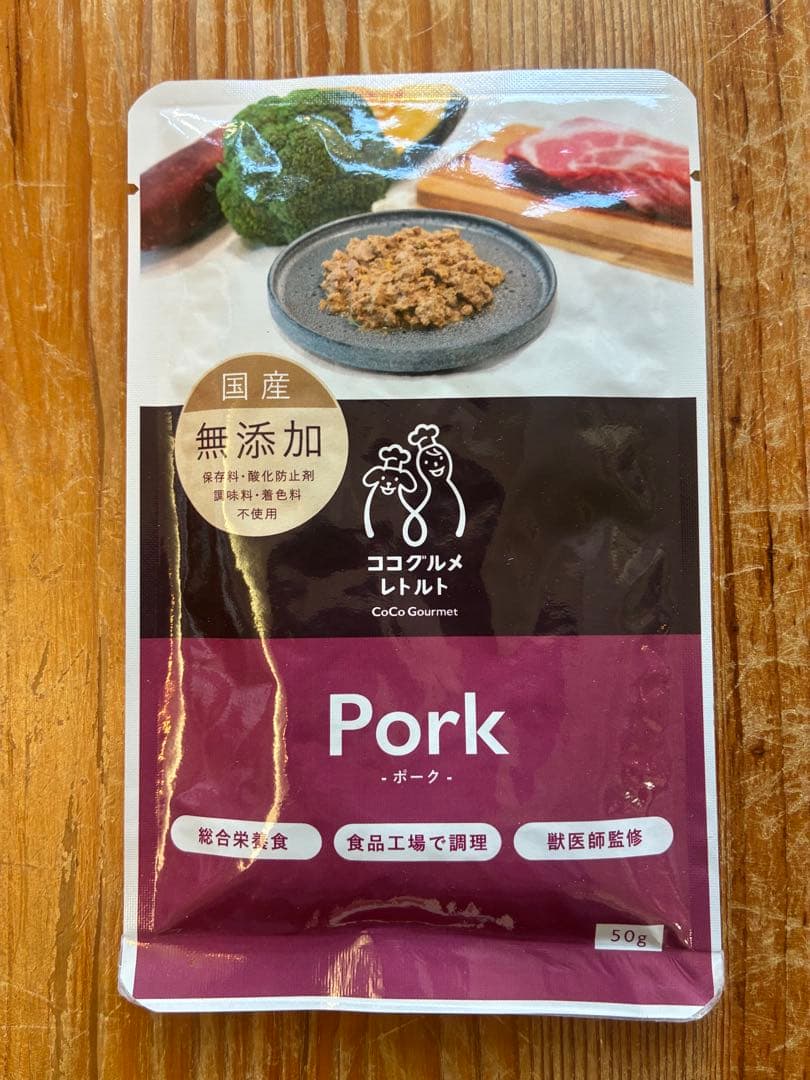 国産
無添加
保存料・酸化防止剤
調味料・着色料
不使用
ココグルメ
レトルト
CoCo Gourmet
Pork
- ポーク -
総合栄養食
食品工場で調理
獣医師監修
50g